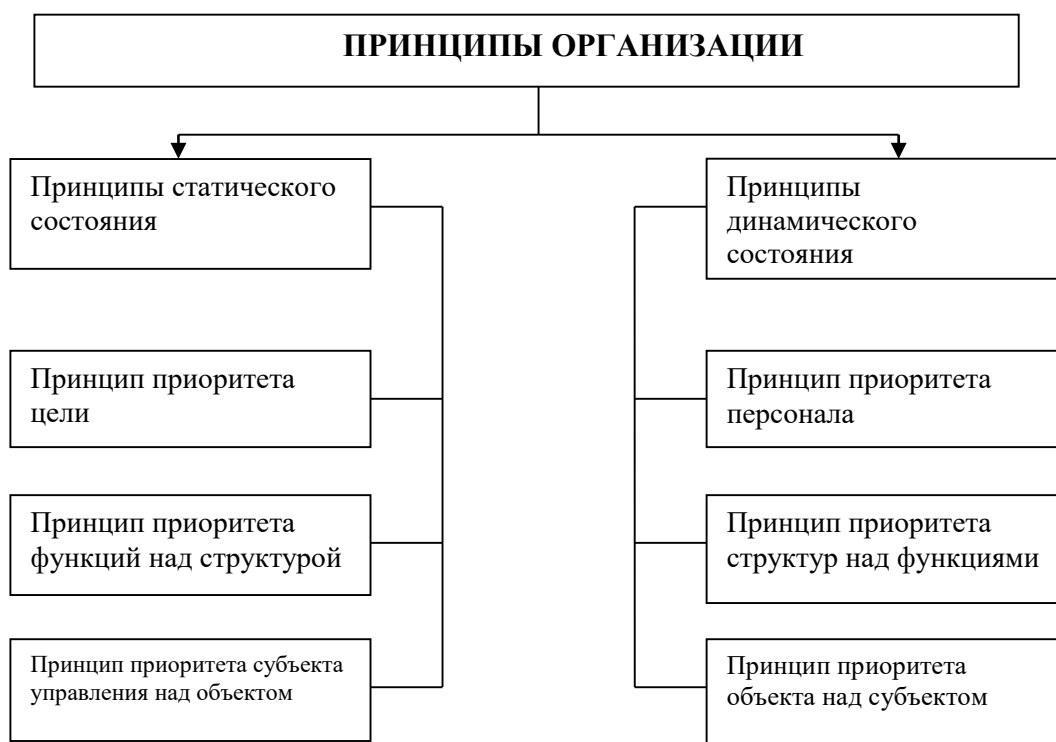 ПРИНЦИПЫ ОРГАНИЗАЦИИ
Принципы статического
состояния
Принципы
динамического
состояния
Принцип приоритета
цели
Принцип приоритета
персонала
Принцип приоритета
функций над структурой
Принцип приоритета
структур над функциями
Принцип приоритета субъекта
управления над объектом
Принцип приоритета
объекта над субъектом